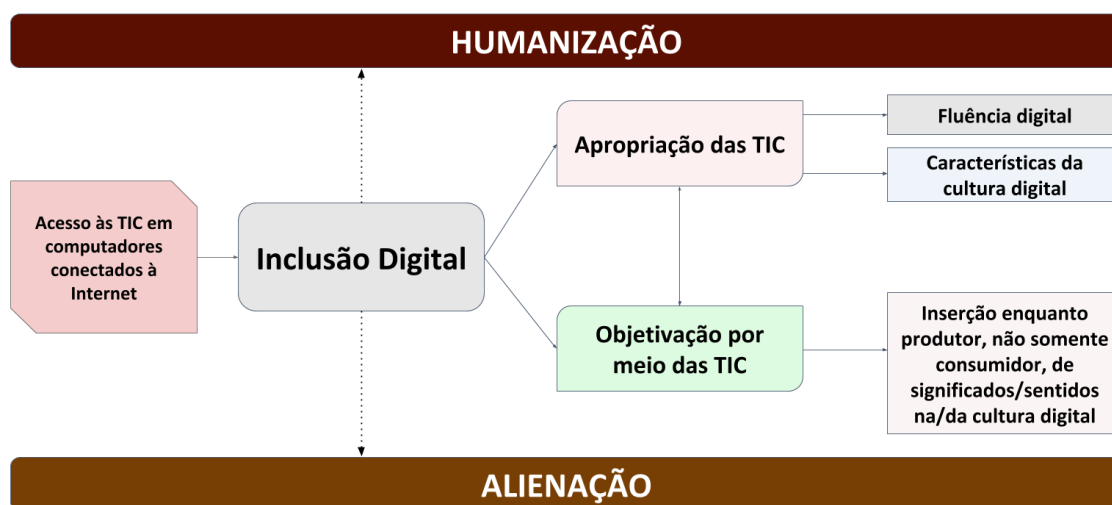 HUMANIZAÇÃO
Acesso às TIC em
computadores
conectados à
Internet
Inclusão Digital
Apropriação das TIC
Fluência digital
Características da
cultura digital
Objetivação por
meio das TIC
Inserção enquanto
produtor, não somente
consumidor, de
significados/sentidos
na/da cultura digital
ALIENAÇÃO